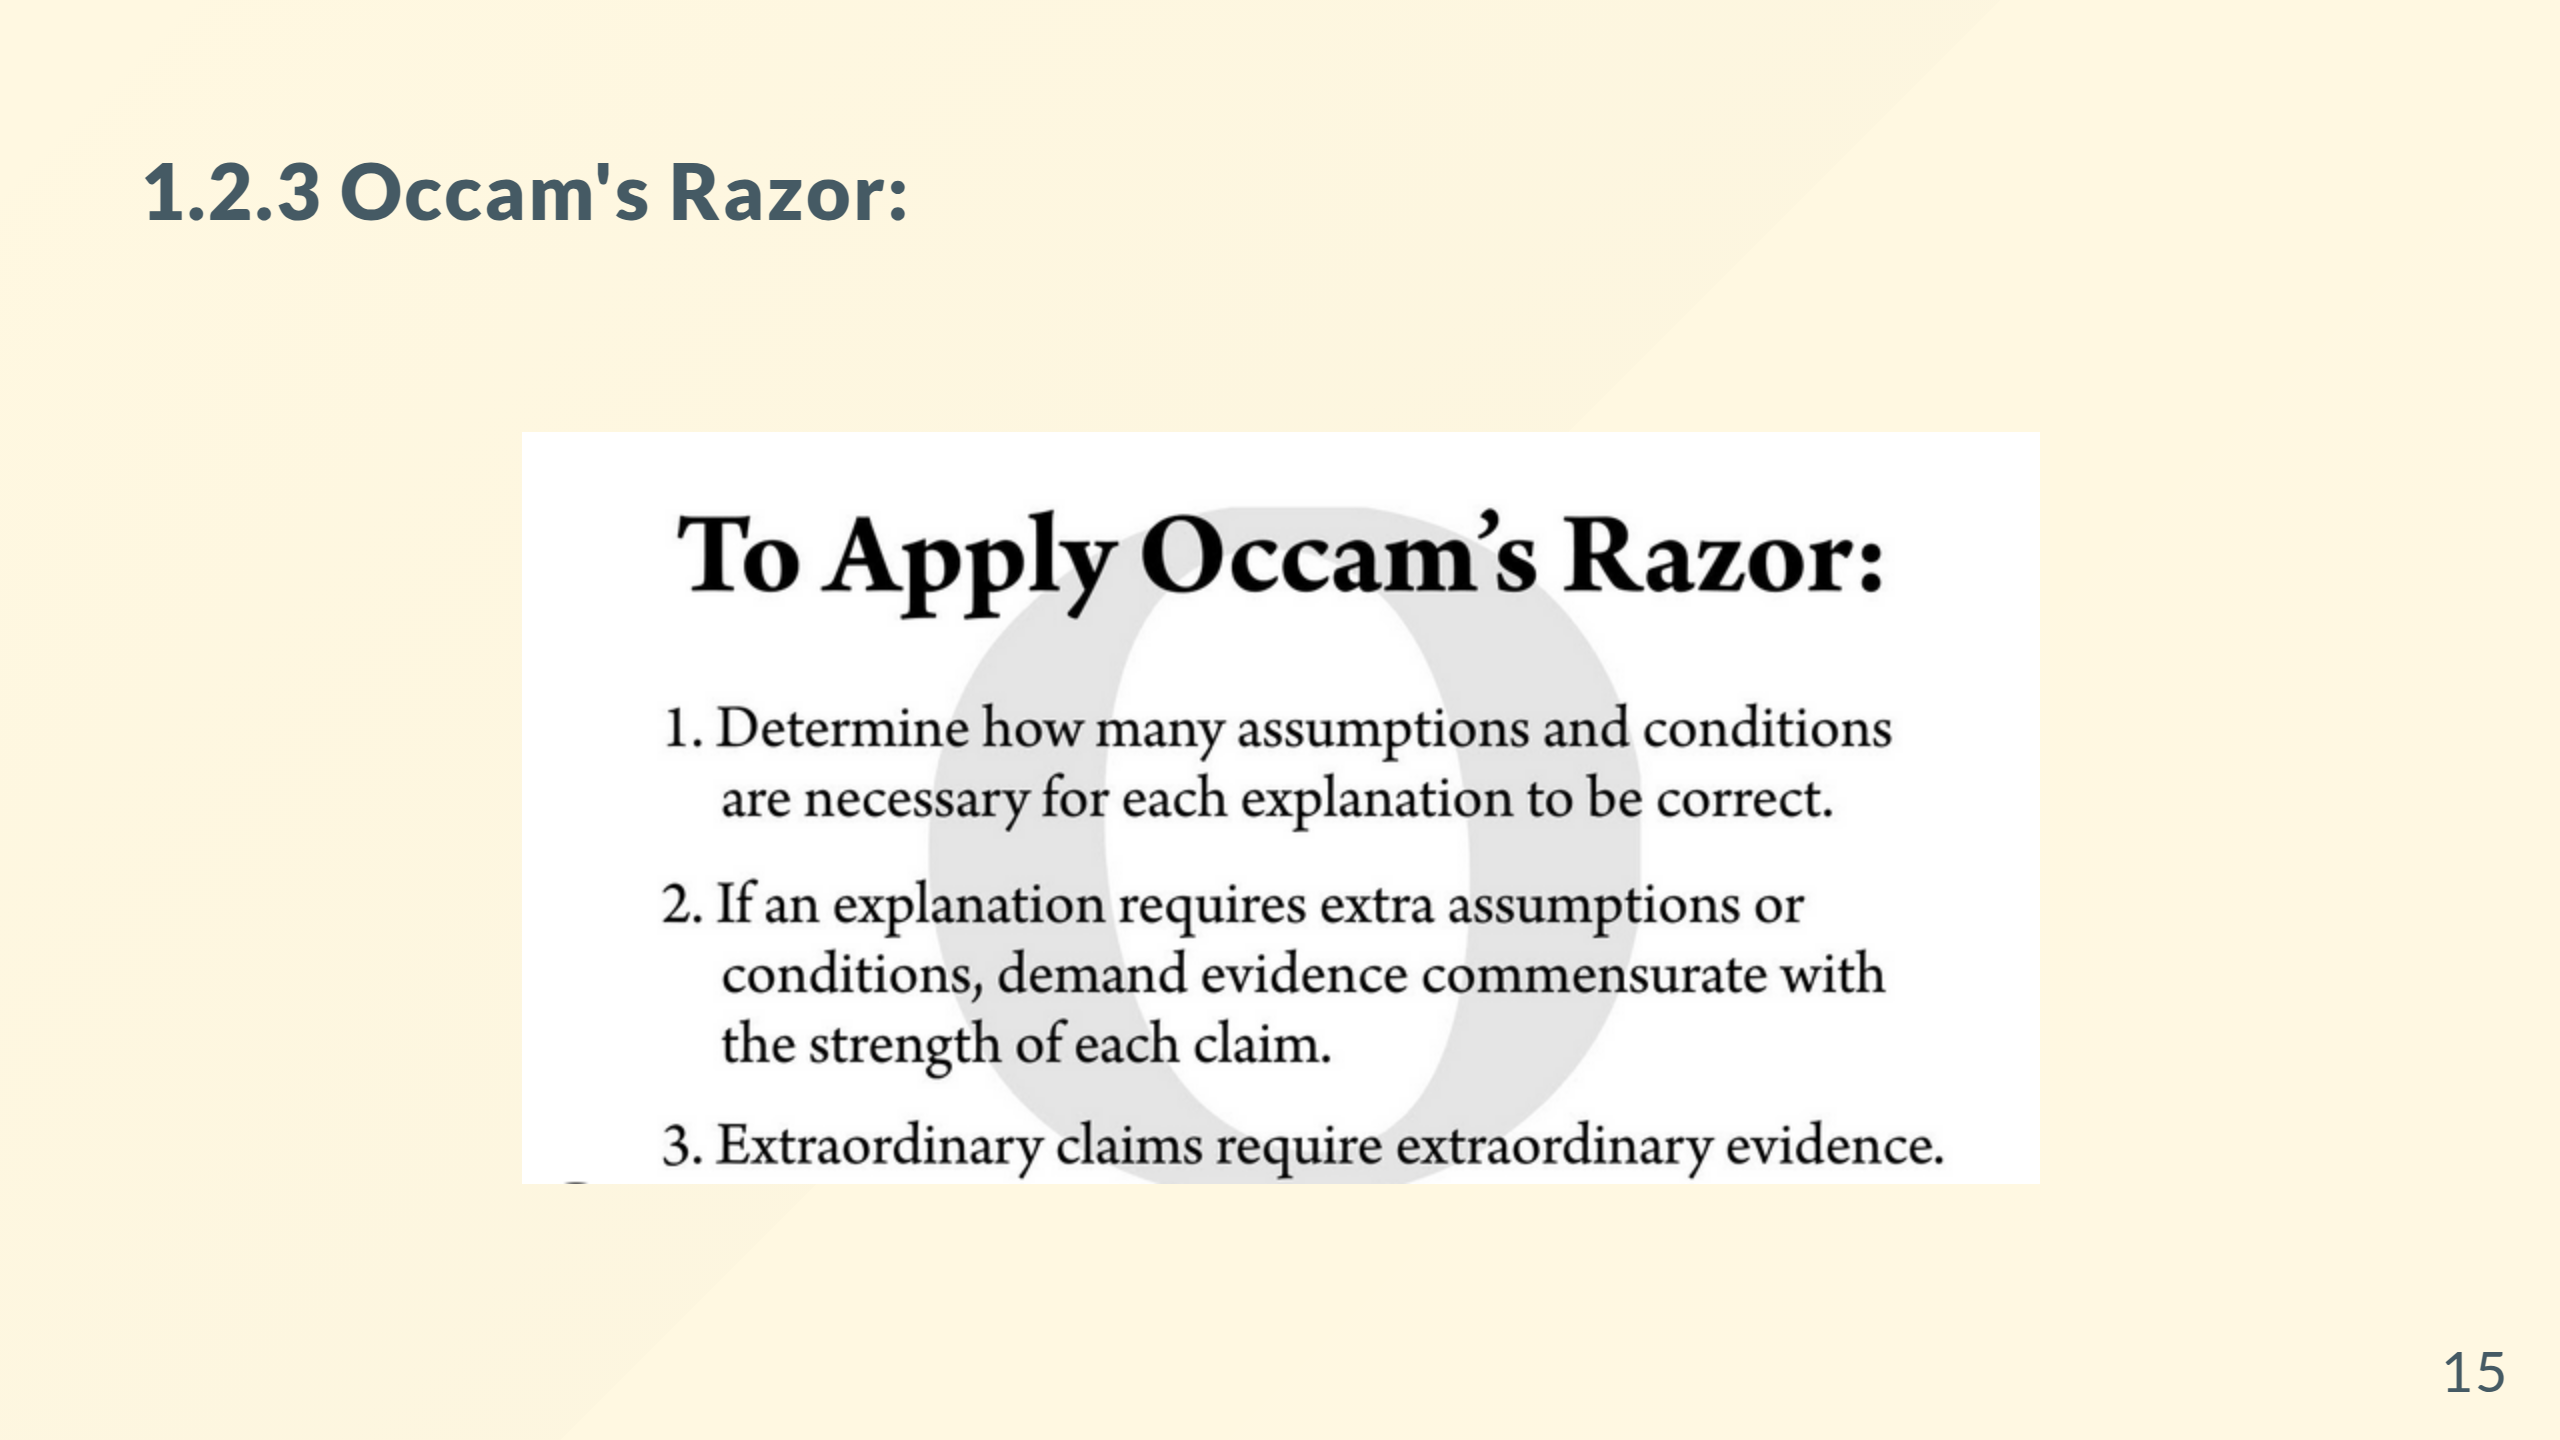 1.2.3 Occam's Razor:
To Apply Occam’s Razor:
1. Determine how many assumptions and conditions
are necessary for each explanation to be correct.
2. If an explanation requires extra assumptions or
conditions, demand evidence commensurate with
the strength of each claim.
3. Extraordinary claims require extraordinary evidence.
15